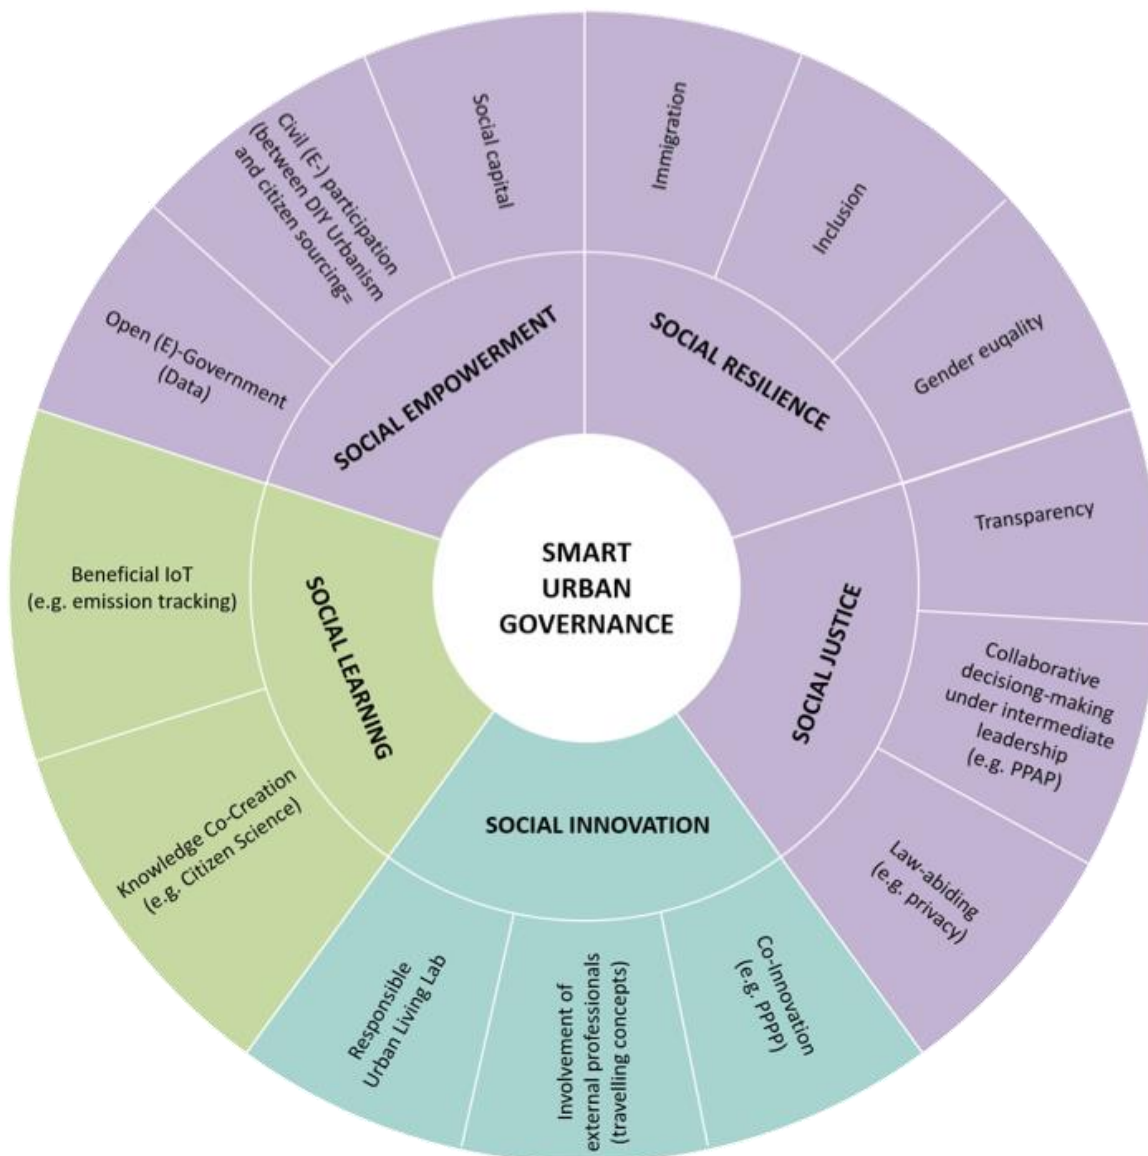 SMART
URBAN
GOVERNANCE
SOCIAL EMPOWERMENT
Open (E)-Government
(Data)
Civil (E-) participation
(between DIY Urbanism
and citizen sourcing=
Social capital
SOCIAL RESILIENCE
Immigration
Inclusion
Gender euqality
SOCIAL JUSTICE
Transparency
Collaborative
decisiong-making
under intermediate
leadership
(e.g. PPAP)
Law-abiding
(e.g. privacy)
SOCIAL INNOVATION
Co-Innovation
(e.g. PPPP)
Involvement of
external professionals
(travelling concepts)
Responsible
Urban Living Lab
SOCIAL LEARNING
Knowledge Co-Creation
(e.g. Citizen Science)
Beneficial IoT
(e.g. emission tracking)